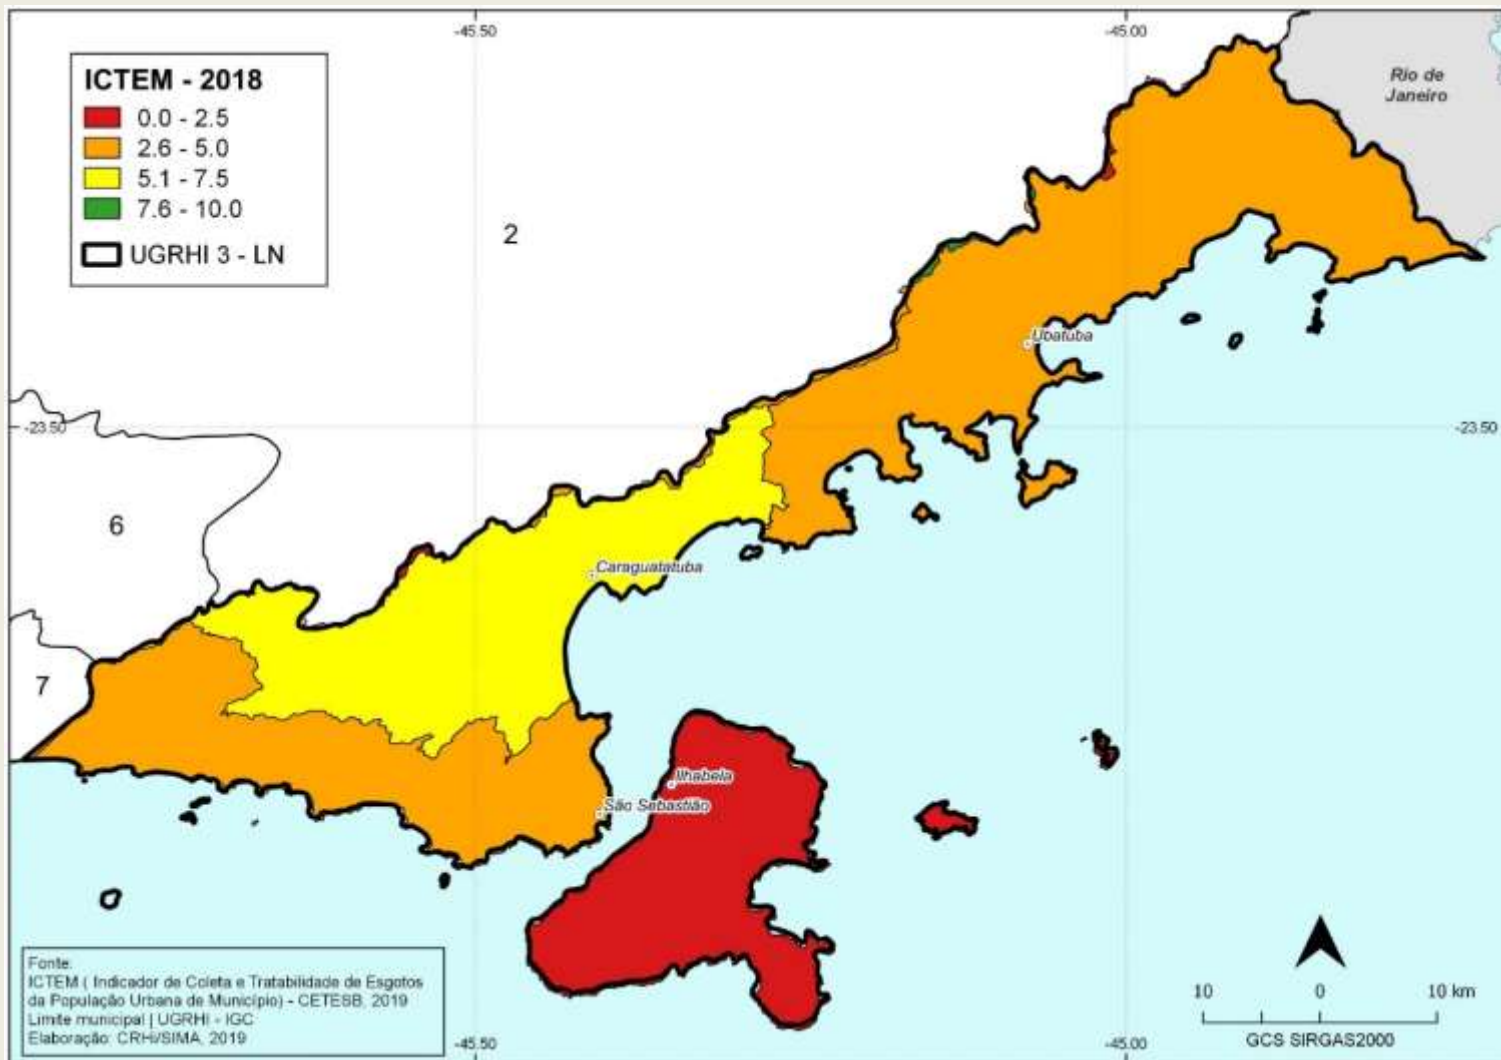 -45.50
-45.00
ICTEM - 2018
0.0 - 2.5
2.6 - 5.0
5.1 - 7.5
7.6 - 10.0
UGRHI 3 - LN
Rio de
Janeiro
2
Ubatuba
-23.50
-23.50
6
Caraguatatuba
7
Ilhabela
São Sebastião
Fonte:
ICTEM ( Indicador de Coleta e Tratabilidade de Esgotos
da População Urbana de Município) - CETESB, 2019
Limite municipal | UGRHI - IGC
Elaboração: CRHi/SIMA, 2019
10 0 10 km
GCS SIRGAS2000
-45.50
-45.00